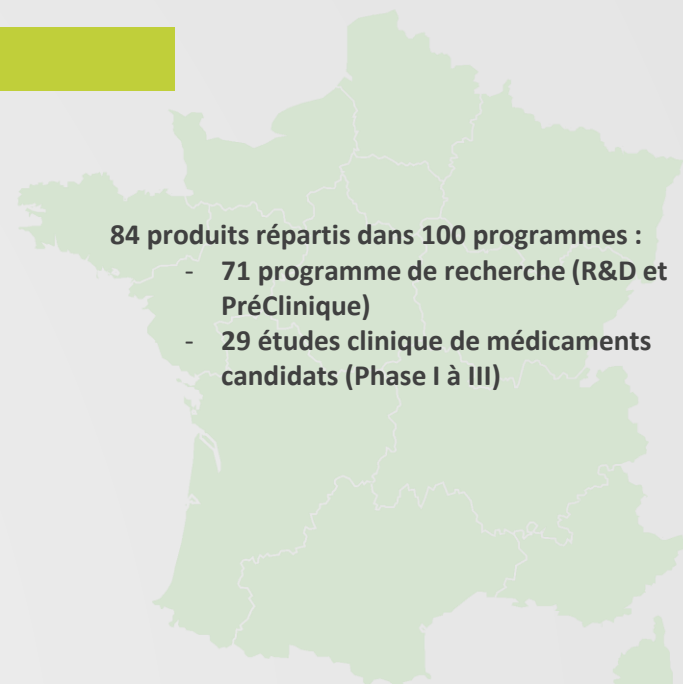 84 produits répartis dans 100 programmes :
- 71 programme de recherche (R&D et
PréClinique)
- 29 études clinique de médicaments
candidats (Phase I à III)